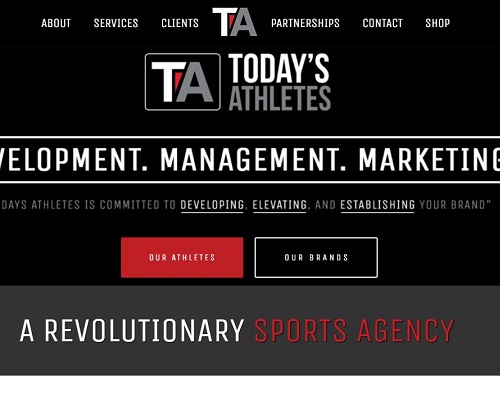 ABOUT SERVICES CLIENTS TA PARTNERSHIPS CONTACT SHOP
TA TODAY'S
ATHLETES
VELOPMENT. MANAGEMENT. MARKETING
DAYS ATHLETES IS COMMITTED TO DEVELOPING, ELEVATING, AND ESTABLISHING YOUR BRAND"
OUR ATHLETES OUR BRANDS
A REVOLUTIONARY SPORTS AGENCY